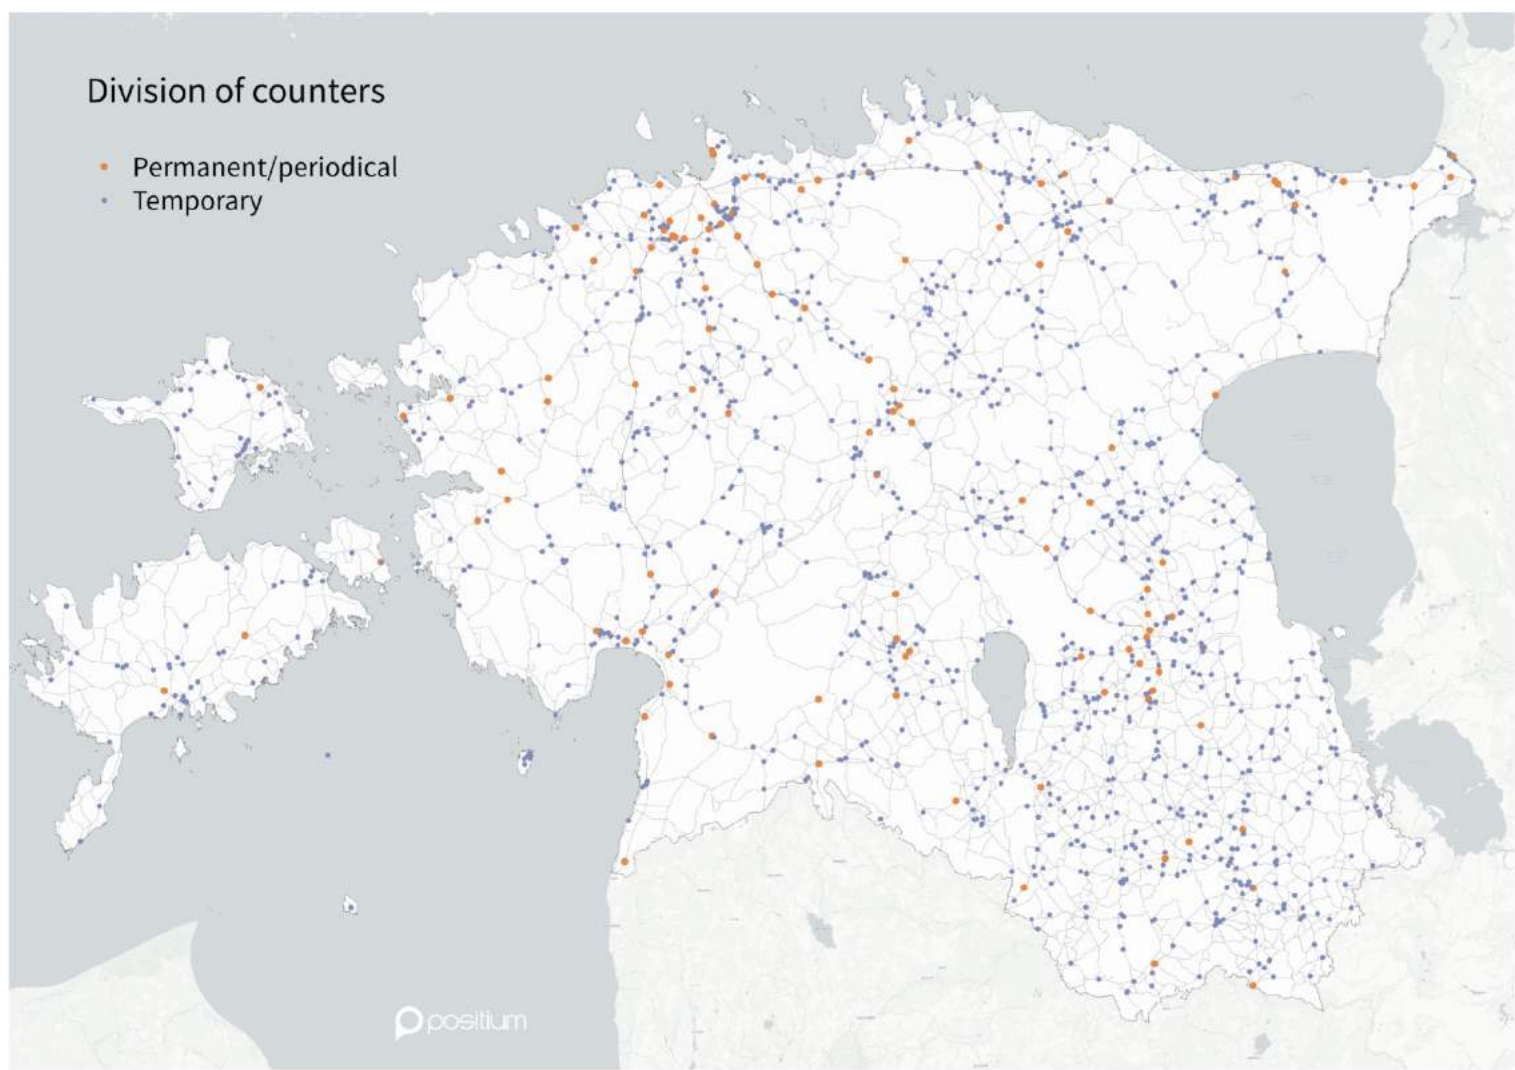 Division of counters
Permanent/periodical
Temporary
positium